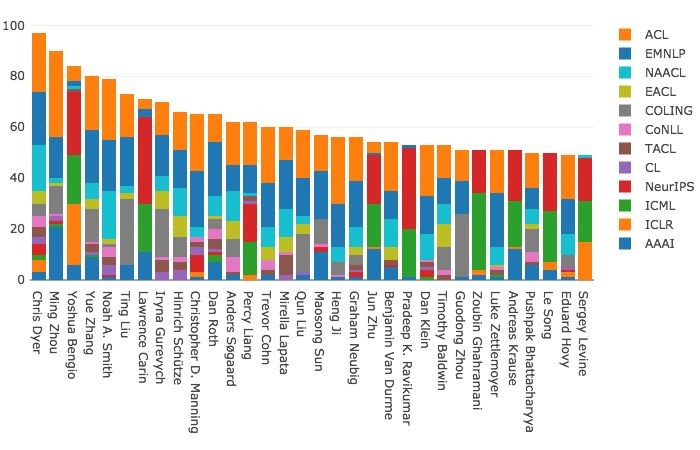 100
80
60
40
20
0
ACL
EMNLP
NAACL
EACL
COLING
CoNLL
TACL
CL
NeurIPS
ICML
ICLR
AAAI
Chris Dyer
Ming Zhou
Yoshua Bengio
Yue Zhang
Noah A. Smith
Ting Liu
Lawrence Carin
Iryna Gurevych
Hinrich Schütze
Christopher D. Manning
Dan Roth
Anders Søgaard
Percy Liang
Trevor Cohn
Mirella Lapata
Qun Liu
Maosong Sun
Heng Ji
Graham Neubig
Jun Zhu
Benjamin Van Durme
Pradeep K. Ravikumar
Dan Klein
Timothy Baldwin
Guodong Zhou
Zoubin Ghahramani
Luke Zettlemoyer
Andreas Krause
Pushpak Bhattacharyya
Le Song
Eduard Hovy
Sergey Levine